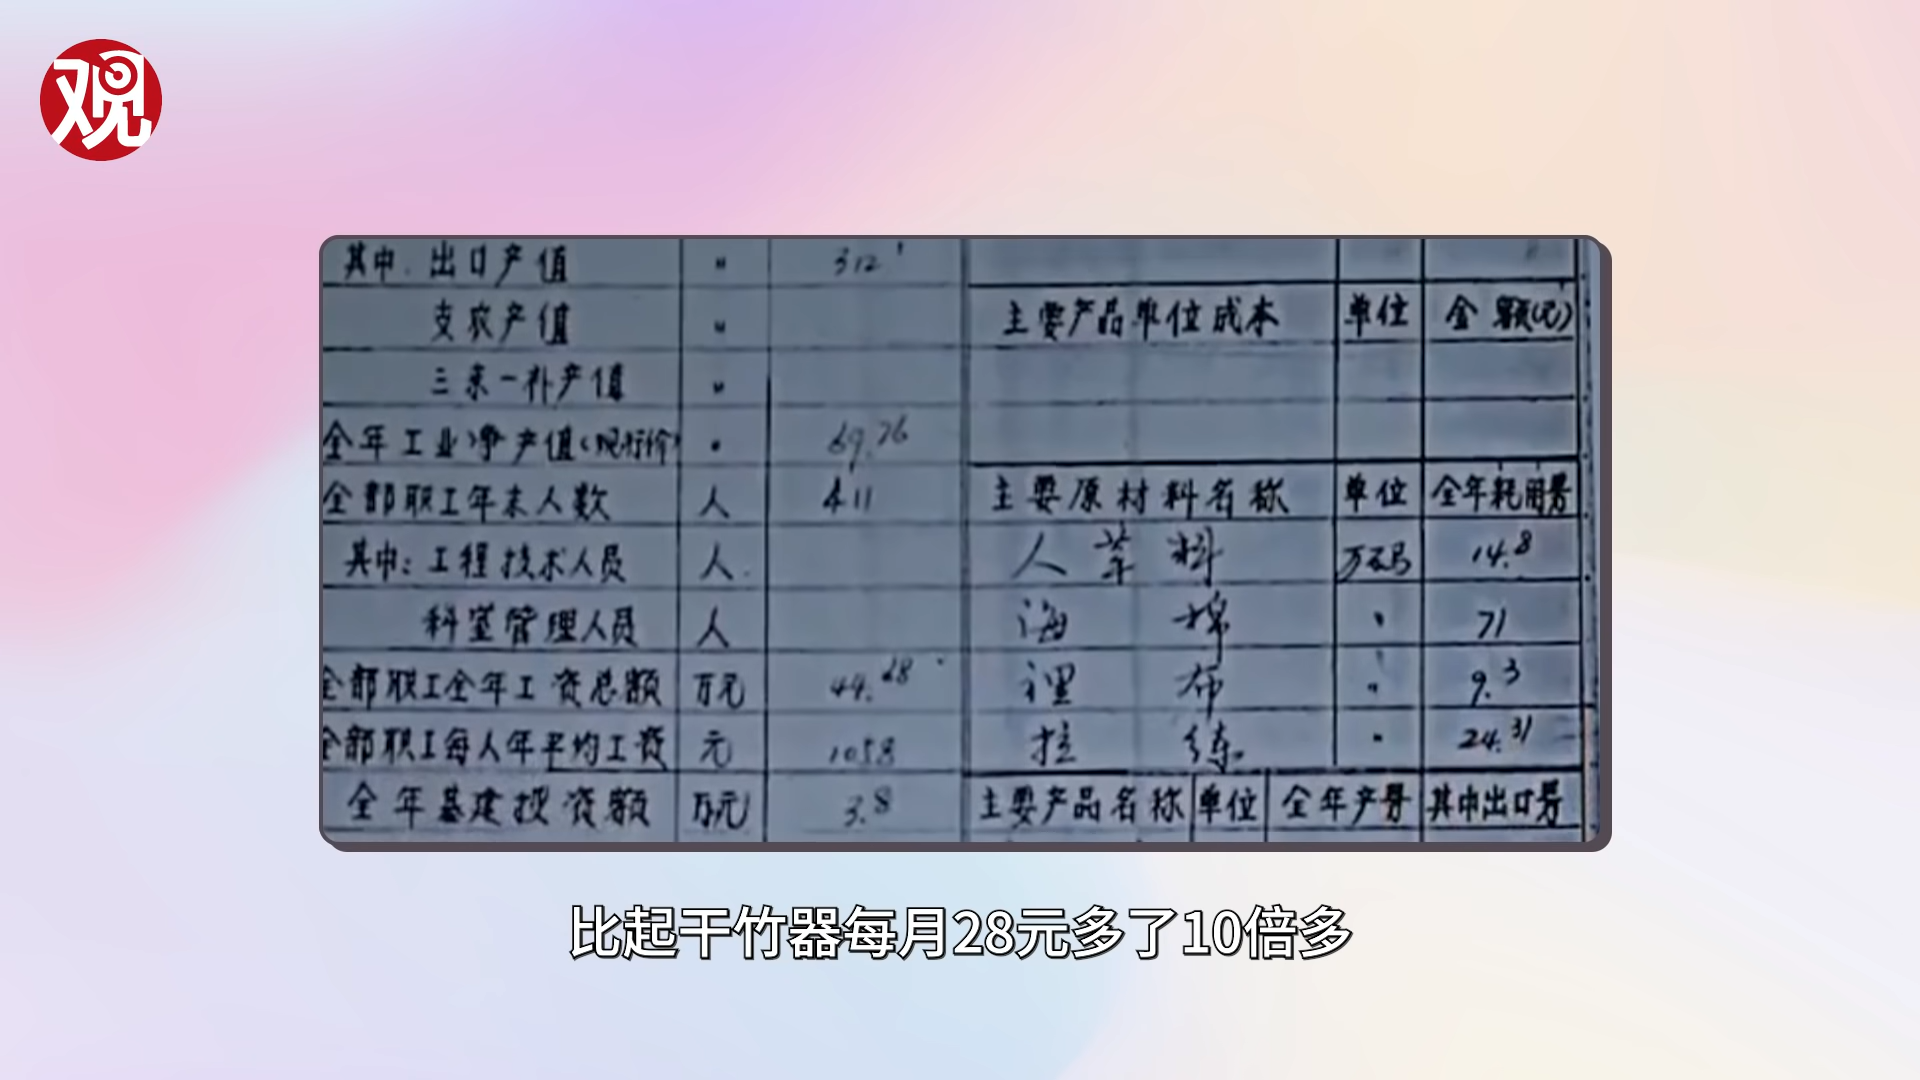 观
其中.出口产值 〃 312
支农产值 〃
三来一补产值 〃
全年工业净产值(现行价) 〃 69.76
全部职工年末人数 人 411
其中:工程技术人员 人
科室管理人员 人
全部职工全年工资总额 万元 44.68
全部职工每人年平均工资 元 1058
全年基建投资额 万元 3.8
主要产品单位成本 单位 金额(元)
主要原材料名称 单位 全年耗用量
人革料 万码 14.8
海棉 〃 71
里布 〃 9.3
拉练 〃 24.31
主要产品名称 单位 全年产量 其中出口量
比起干竹器每月28元多了10倍多